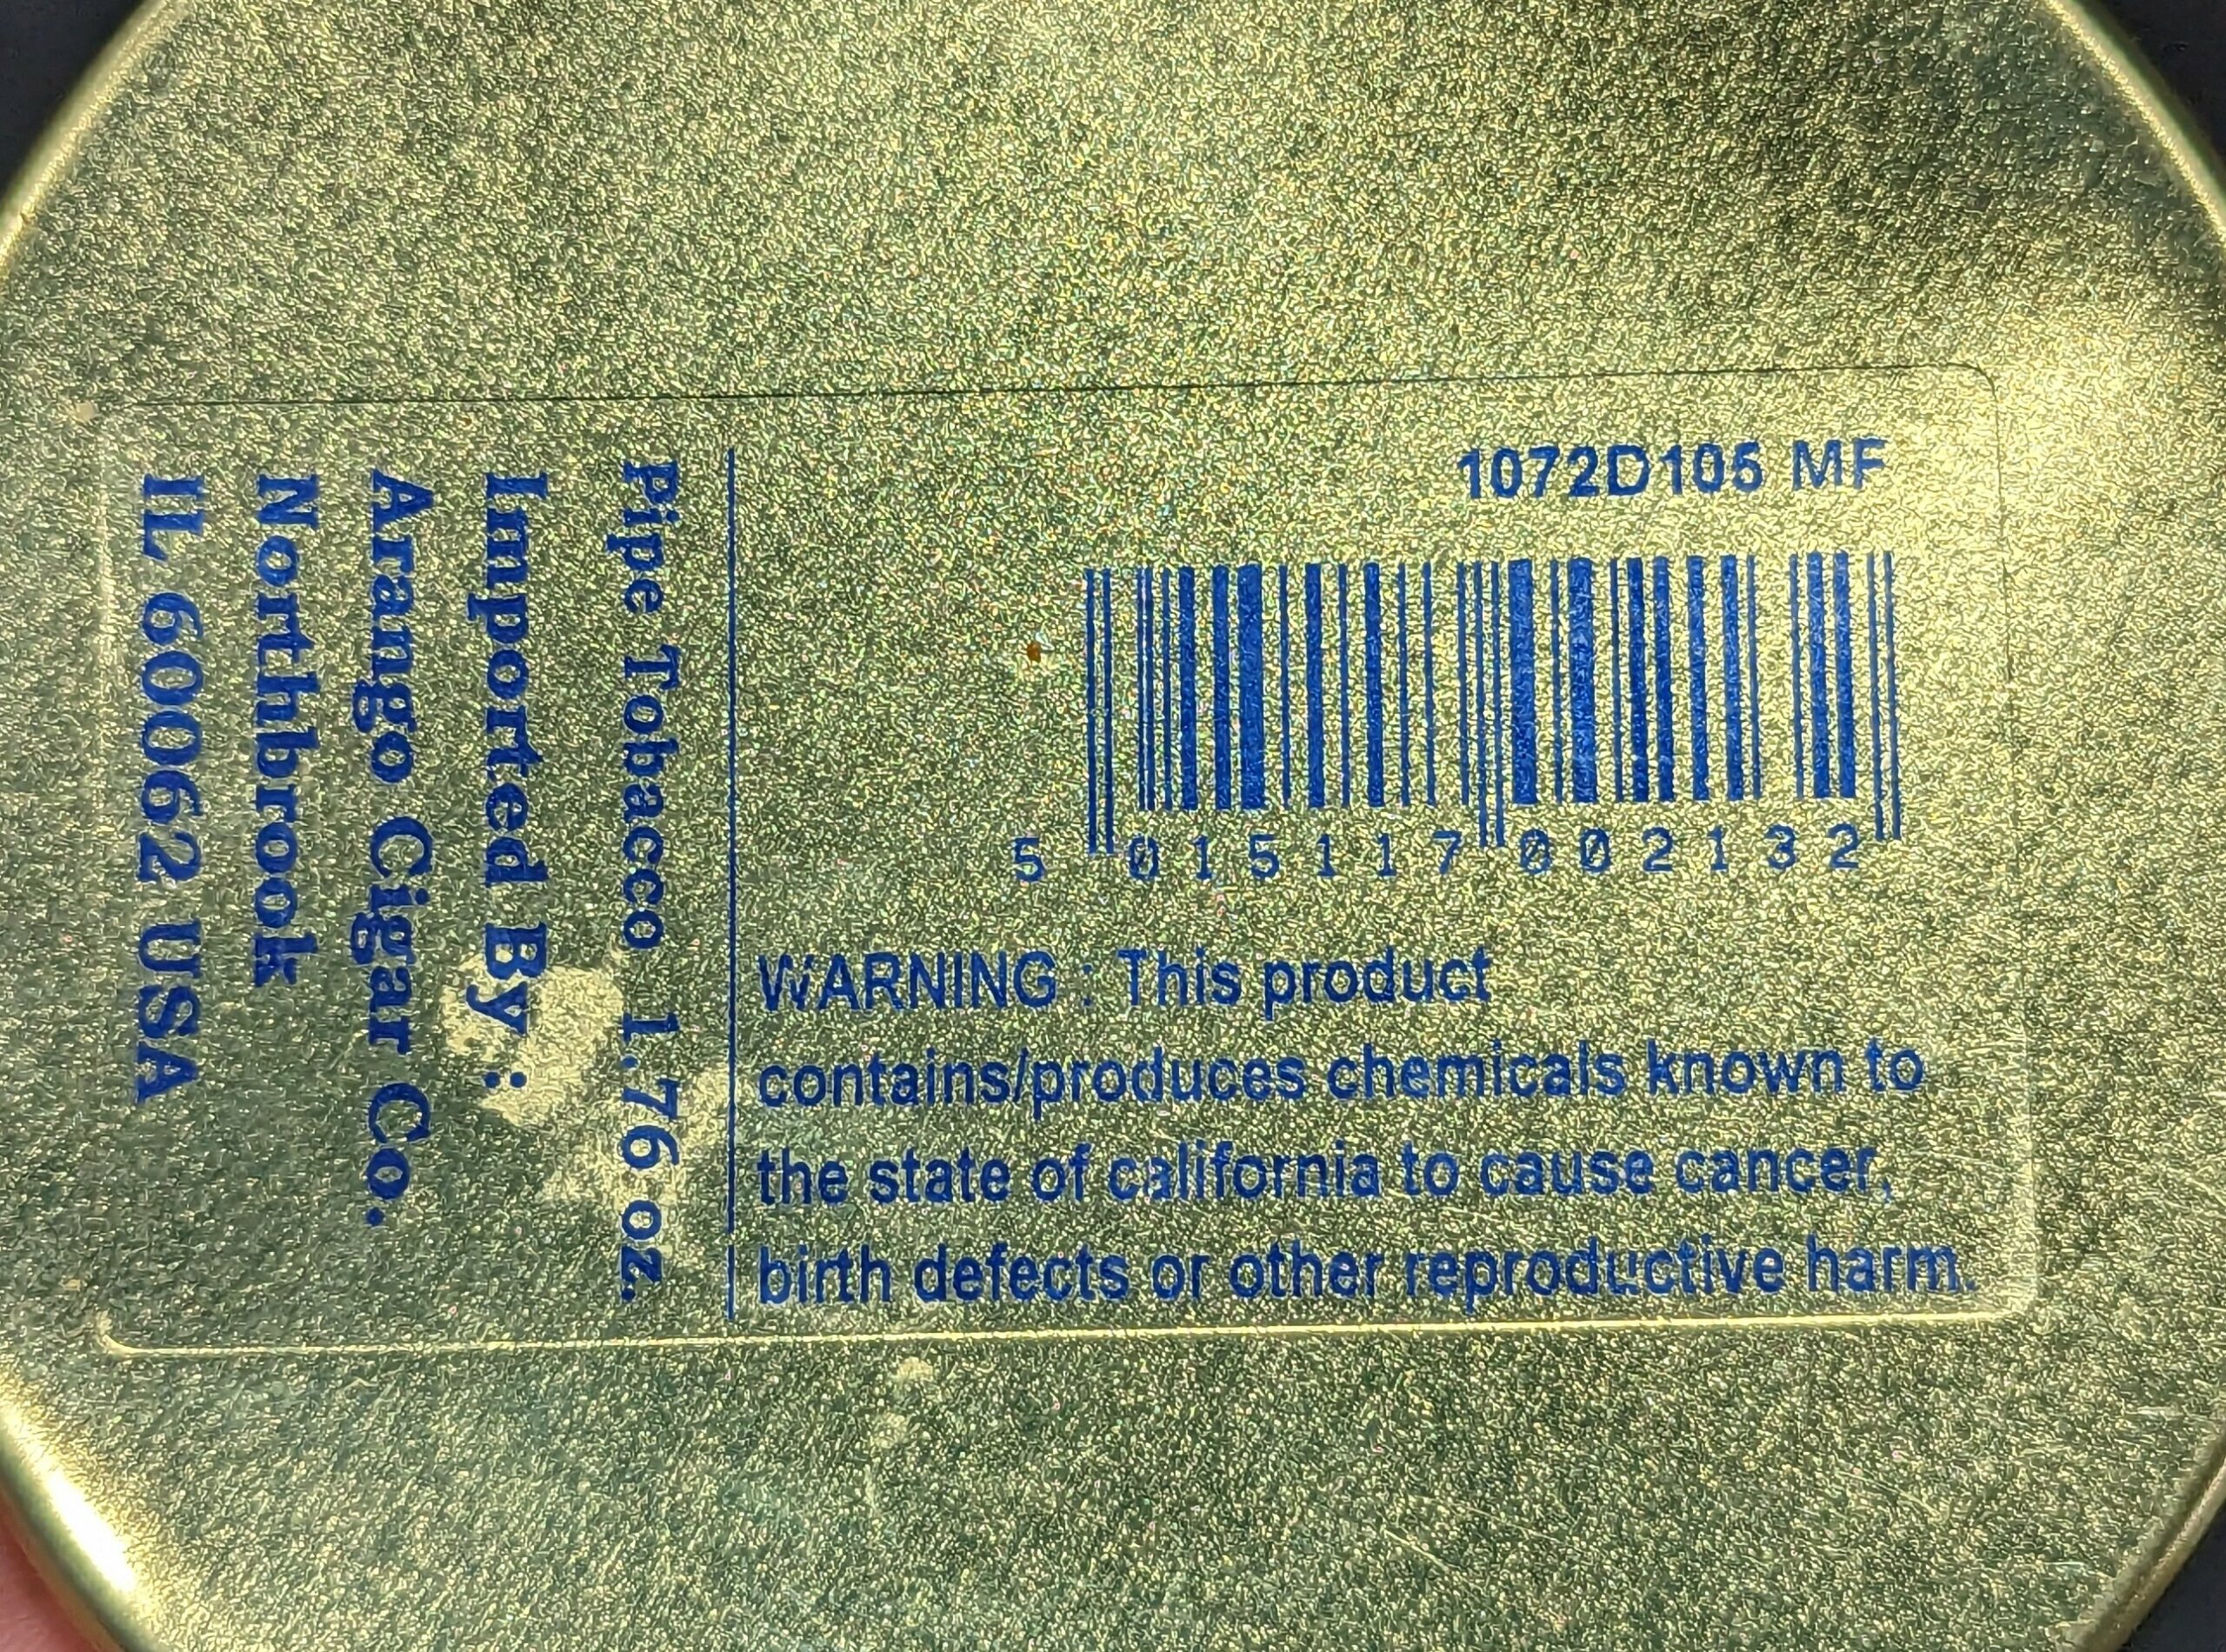 1072D105 MF
5 015117 002132
WARNING : This product
contains/produces chemicals known to
the state of california to cause cancer,
birth defects or other reproductive harm.
Pipe Tobacco 1.76 oz.
Imported By :
Arango Cigar Co.
Northbrook
IL 60062 USA